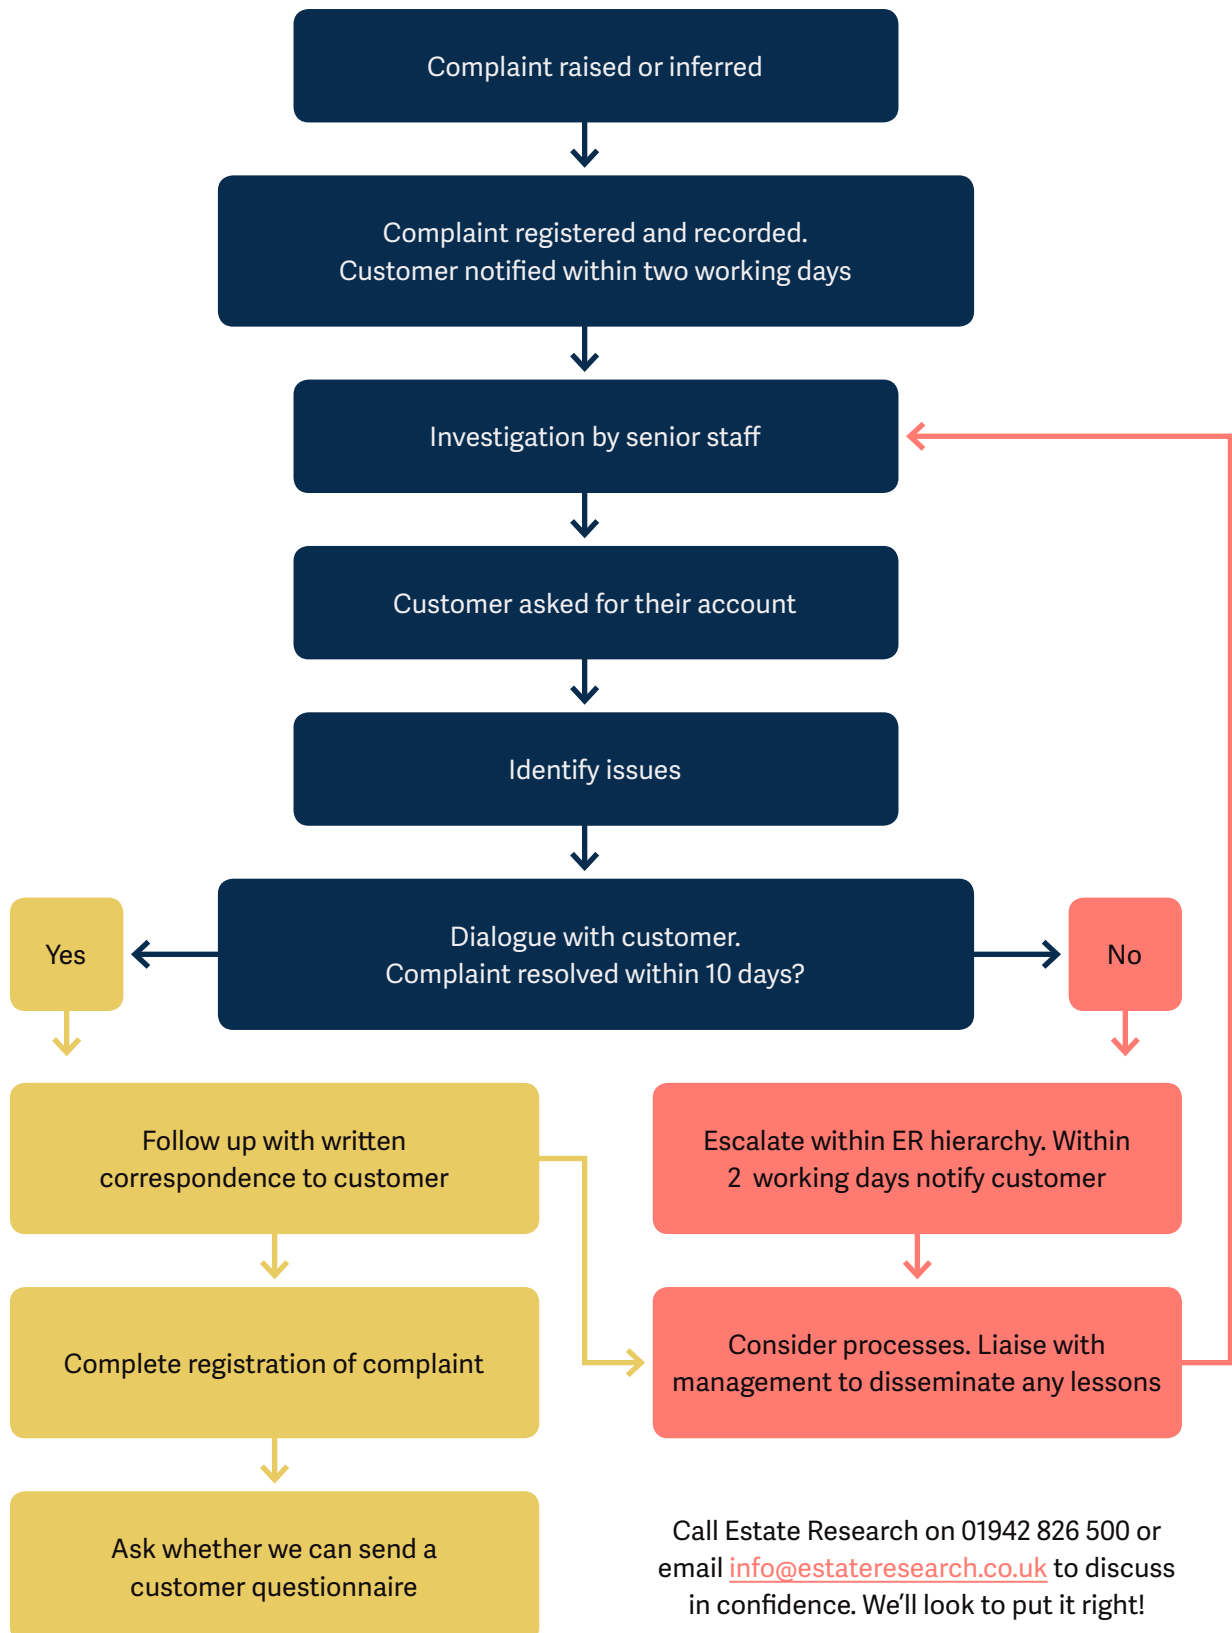 Complaint raised or inferred
Complaint registered and recorded.
Customer notified within two working days
Investigation by senior staff
Customer asked for their account
Identify issues
Dialogue with customer.
Complaint resolved within 10 days?
Yes
No
Follow up with written
correspondence to customer
Escalate within ER hierarchy. Within
2  working days notify customer
Complete registration of complaint
Consider processes. Liaise with
management to disseminate any lessons
Ask whether we can send a
customer questionnaire
Call Estate Research on 01942 826 500 or
email info@estateresearch.co.uk to discuss
in confidence. We’ll look to put it right!